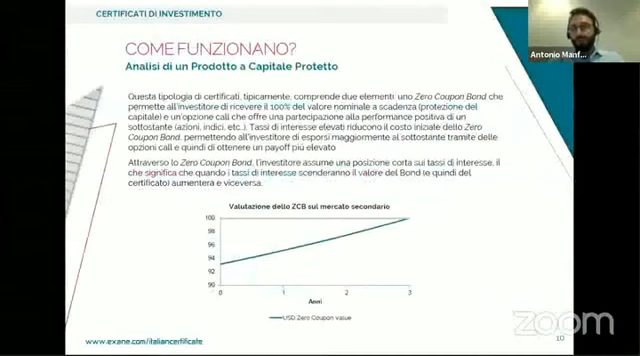 CERTIFICATI DI INVESTIMENTO
Antonio Manf...
COME FUNZIONANO?
Analisi di un Prodotto a Capitale Protetto
Questa tipologia di certificati, tipicamente, comprende due elementi: uno Zero Coupon Bond che
permette all'investitore di ricevere il 100% del valore nominale a scadenza (protezione del
capitale) e un'opzione call che offre una partecipazione alla performance positiva di un
sottostante (azioni, indici, etc.). Tassi di interesse elevati riducono il costo iniziale dello Zero
Coupon Bond, permettendo all'investitore di esporsi maggiormente al sottostante tramite delle
opzioni call e quindi di ottenere un payoff più elevato
Attraverso lo Zero Coupon Bond, l'investitore assume una posizione corta sui tassi di interesse, il
che significa che quando i tassi di interesse scenderanno il valore del Bond (e quindi del
certificato) aumenterà e viceversa.
Valutazione dello ZCB sul mercato secondario
100
98
96
94
92
90
0 1 2 3
Anni
USD Zero Coupon value
www.exane.com/italiancertificate
10
zoom